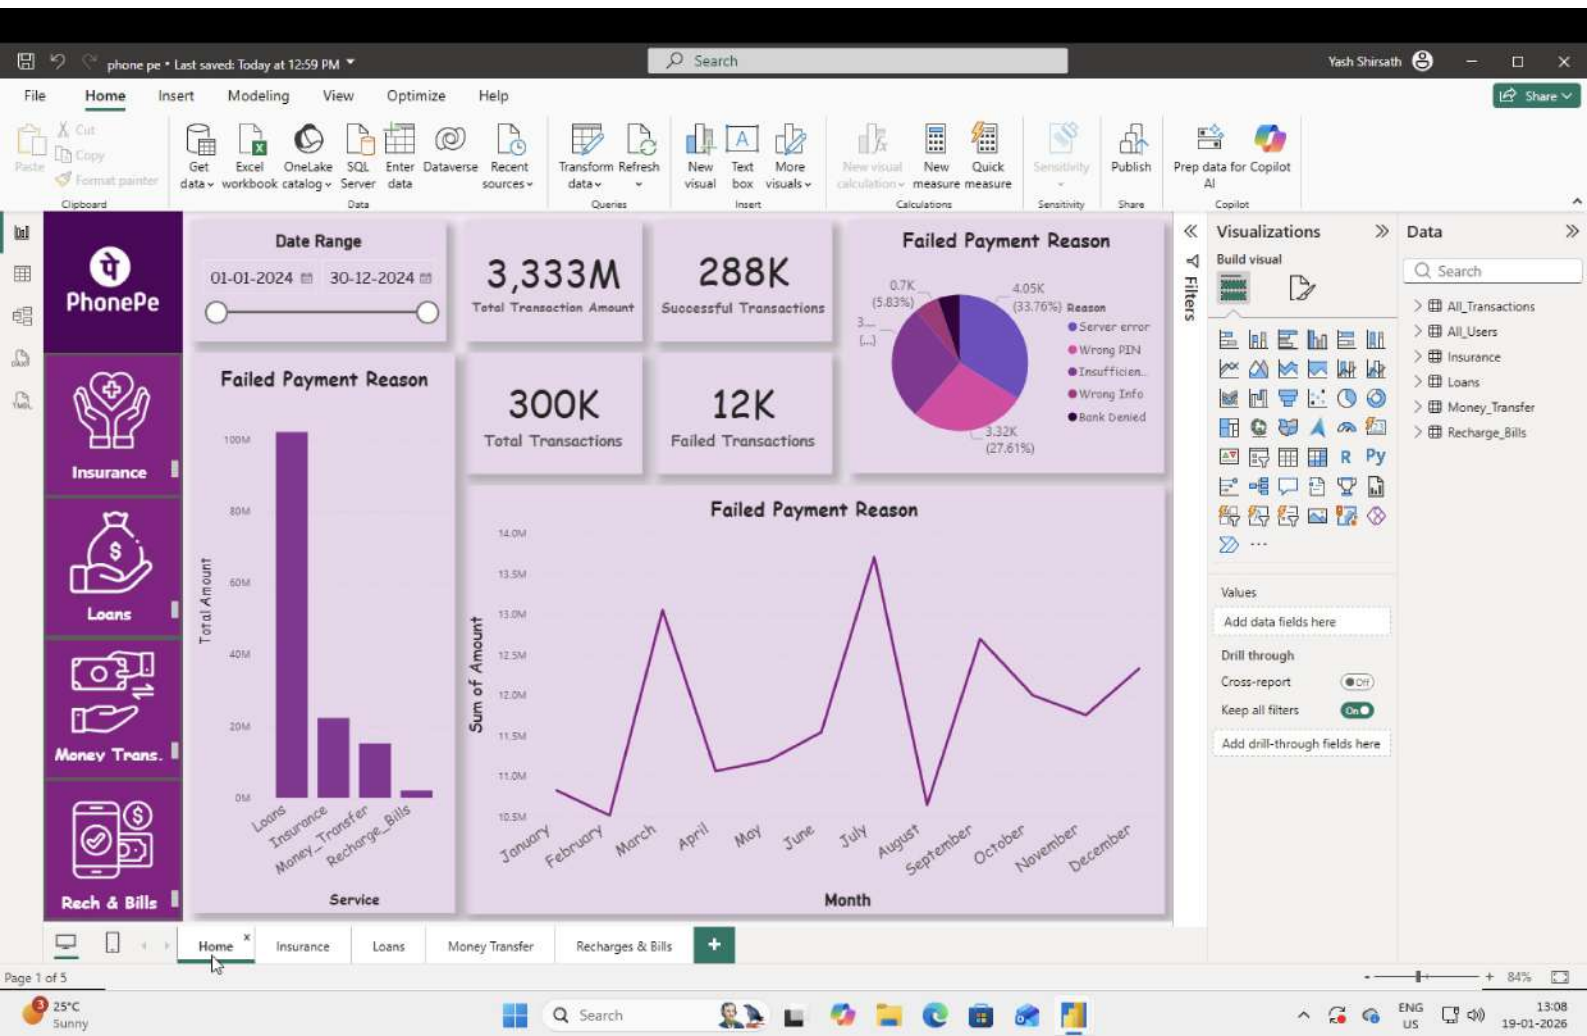 phone pe • Last saved: Today at 12:59 PM
Search
Yash Shirsath
File Home Insert Modeling View Optimize Help
Share
Paste
Cut
Copy
Format painter
Clipboard
Get data
Excel workbook
OneLake catalog
SQL Server
Enter data
Dataverse
Recent sources
Data
Transform data
Refresh
Queries
New visual
Text box
More visuals
Insert
New visual calculation
New measure
Quick measure
Calculations
Sensitivity
Sensitivity
Publish
Share
Prep data for AI
Copilot
Copilot
पे
PhonePe
Insurance
Loans
Money Trans.
Rech & Bills
Date Range
01-01-2024 30-12-2024
3,333M
Total Transaction Amount
288K
Successful Transactions
300K
Total Transactions
12K
Failed Transactions
Failed Payment Reason
0.7K
(5.83%)
3...
(...)
4.05K
(33.76%)
3.32K
(27.61%)
Reason
Server error
Wrong PIN
Insufficien..
Wrong Info
Bank Denied
Failed Payment Reason
Total Amount
100M
80M
60M
40M
20M
0M
Loans
Insurance
Money_Transfer
Recharge_Bills
Service
Failed Payment Reason
Sum of Amount
14.0M
13.5M
13.0M
12.5M
12.0M
11.5M
11.0M
10.5M
January
February
March
April
May
June
July
August
September
October
November
December
Month
Filters
Visualizations
Build visual
R Py
Values
Add data fields here
Drill through
Cross-report Off
Keep all filters On
Add drill-through fields here
Data
Search
All_Transactions
All_Users
Insurance
Loans
Money_Transfer
Recharge_Bills
Home
Insurance
Loans
Money Transfer
Recharges & Bills
Page 1 of 5
84%
3
25°C
Sunny
Search
ENG
US
13:08
19-01-2026